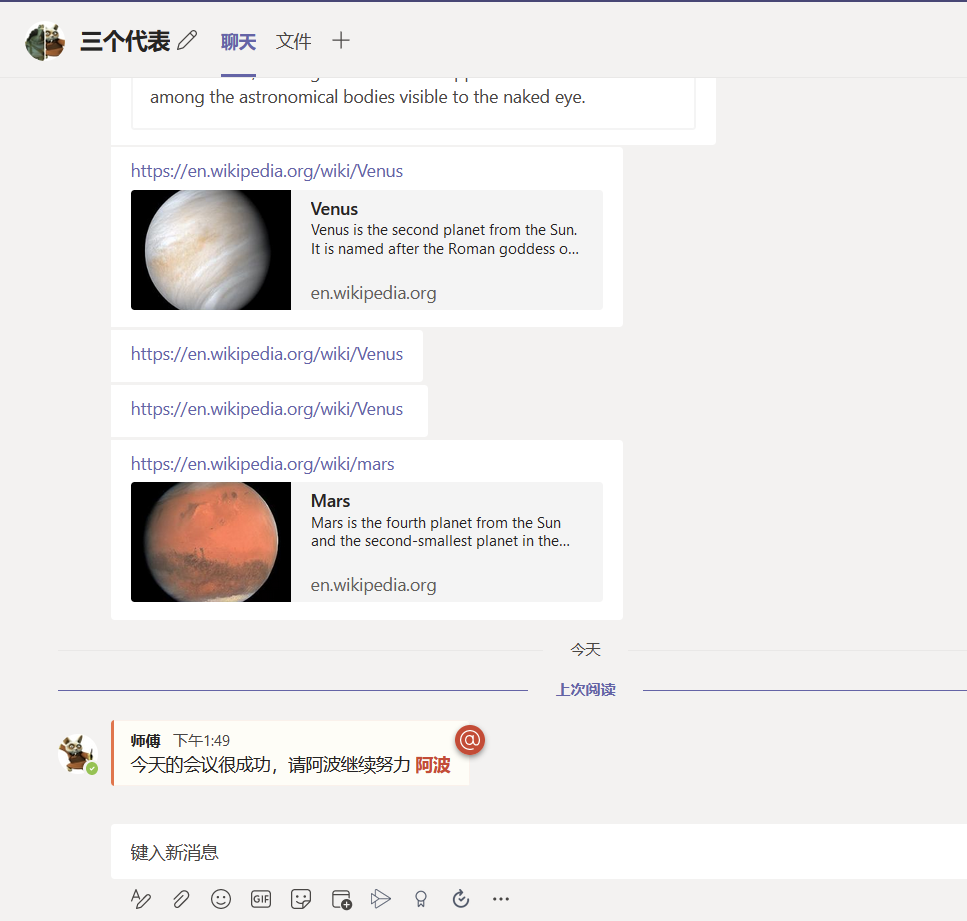 三个代表 聊天 文件
among the astronomical bodies visible to the naked eye.
https://en.wikipedia.org/wiki/Venus
Venus
Venus is the second planet from the Sun.
It is named after the Roman goddess o...
en.wikipedia.org
https://en.wikipedia.org/wiki/Venus
https://en.wikipedia.org/wiki/Venus
https://en.wikipedia.org/wiki/mars
Mars
Mars is the fourth planet from the Sun
and the second-smallest planet in the...
en.wikipedia.org
今天
上次阅读
师傅 下午1:49
@
今天的会议很成功，请阿波继续努力 阿波
键入新消息
GIF